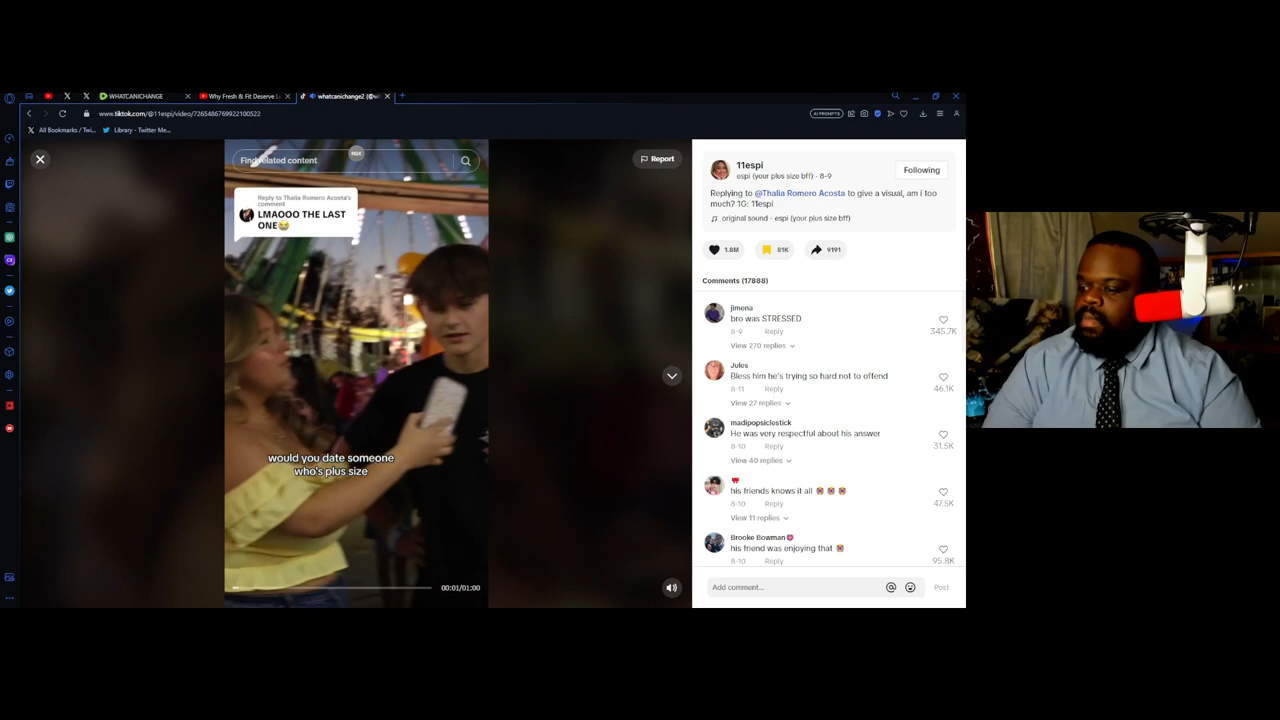 WHATCANICHANGE
Why Fresh & Fit Deserve L
whatcanichange2 (@w
www.tiktok.com/@11espi/video/7265486769922100522
AI PROMPTS
All Bookmarks / Twi...
Library - Twitter Me...
Find related content
Report
Reply to Thalia Romero Acosta's
comment
LMAOOO THE LAST
ONE😭
would you date someone
who's plus size
00:01/01:00
11espi
espi (your plus size bff) · 8-9
Following
Replying to @Thalia Romero Acosta to give a visual, am i too
much? 1G: 11espi
original sound - espi (your plus size bff)
1.8M
81K
9191
Comments (17888)
jimena
bro was STRESSED
8-9 Reply
345.7K
View 270 replies
Jules
Bless him he's trying so hard not to offend
8-11 Reply
46.1K
View 27 replies
madipopsiclestick
He was very respectful about his answer
8-10 Reply
31.5K
View 40 replies
his friends knows it all
8-10 Reply
47.5K
View 11 replies
Brooke Bowman
his friend was enjoying that
8-10 Reply
95.8K
Add comment...
Post